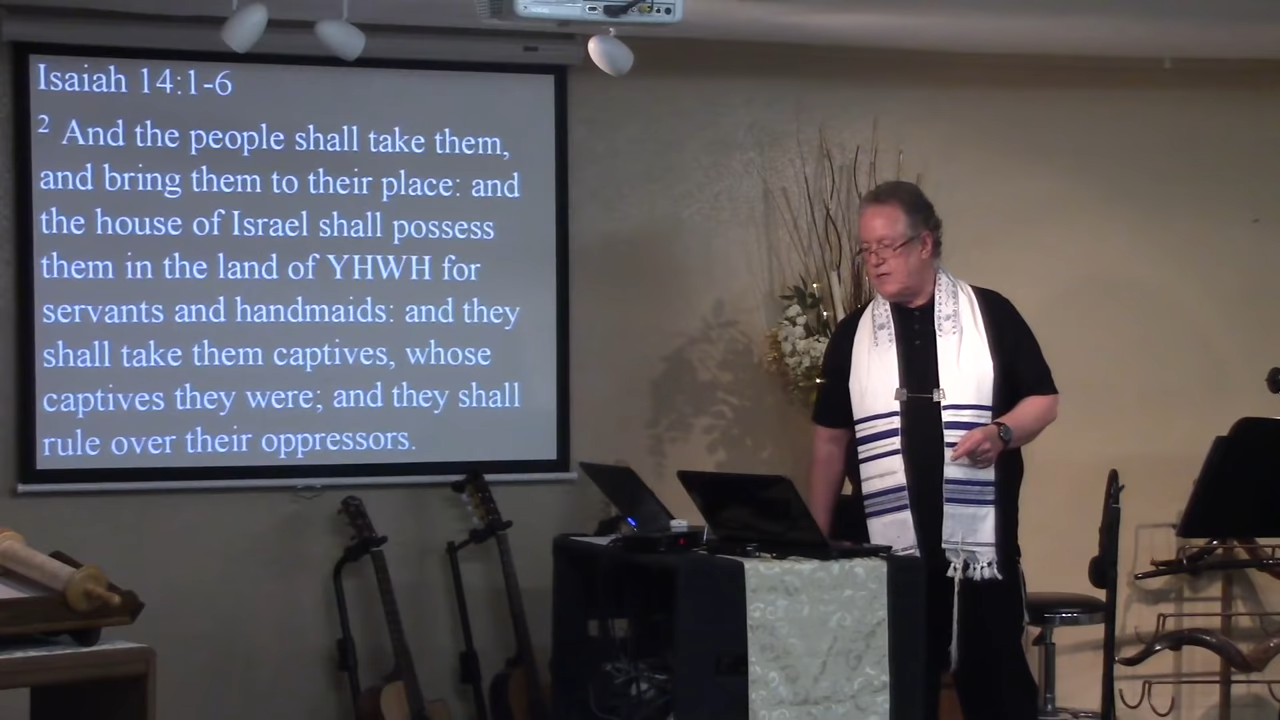 Isaiah 14:1-6
2 And the people shall take them,
and bring them to their place: and
the house of Israel shall possess
them in the land of YHWH for
servants and handmaids: and they
shall take them captives, whose
captives they were; and they shall
rule over their oppressors.